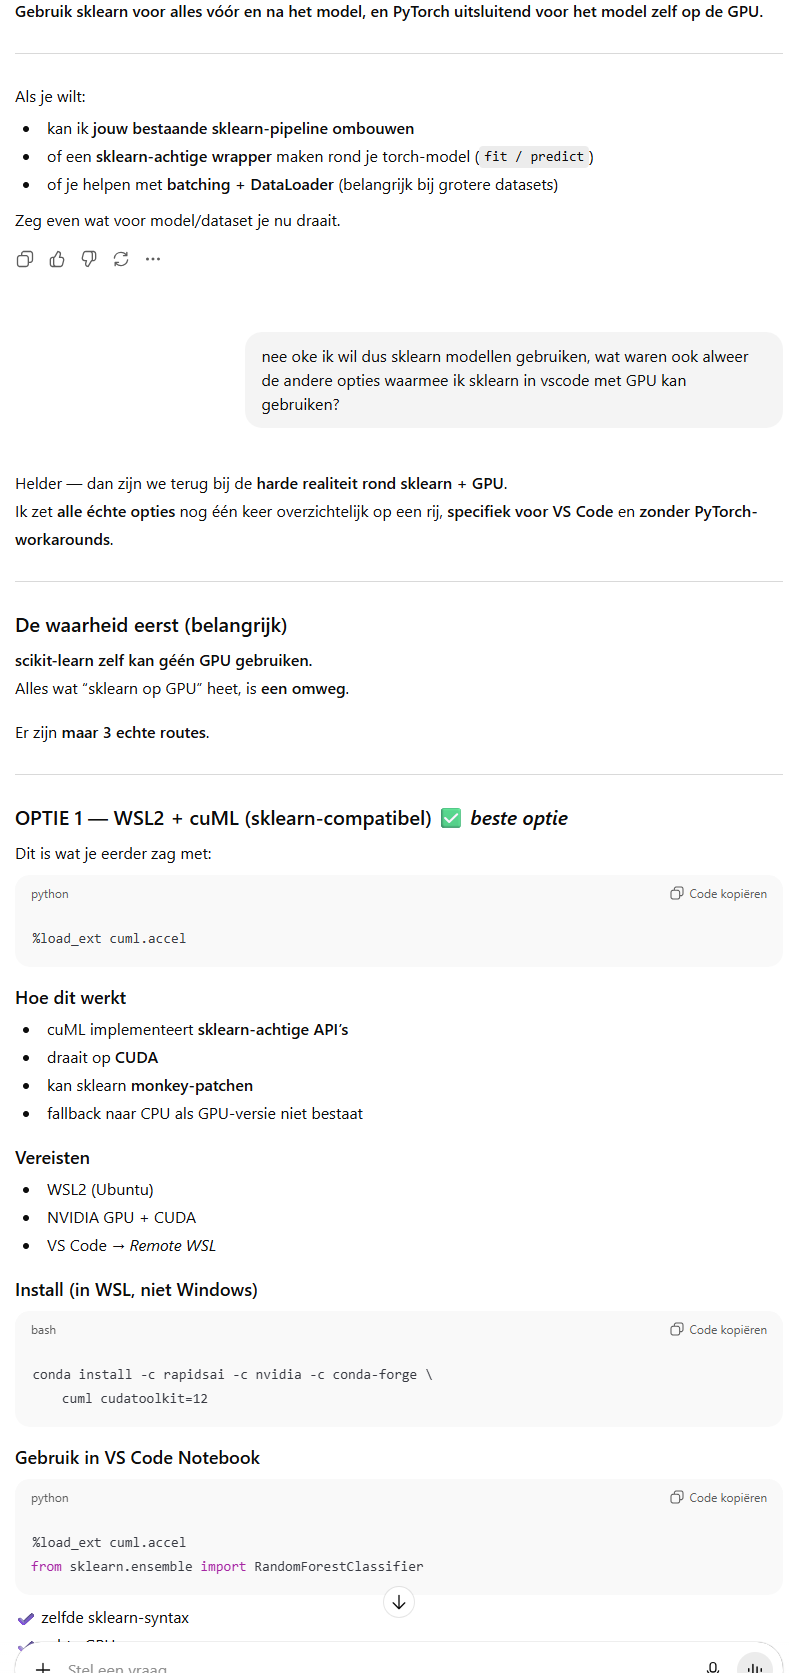 Gebruik sklearn voor alles vóór en na het model, en PyTorch uitsluitend voor het model zelf op de GPU.
Als je wilt:
kan ik jouw bestaande sklearn-pipeline ombouwen
of een sklearn-achtige wrapper maken rond je torch-model ( fit / predict )
of je helpen met batching + DataLoader (belangrijk bij grotere datasets)
Zeg even wat voor model/dataset je nu draait.
nee oke ik wil dus sklearn modellen gebruiken, wat waren ook alweer
de andere opties waarmee ik sklearn in vscode met GPU kan
gebruiken?
Helder — dan zijn we terug bij de harde realiteit rond sklearn + GPU.
Ik zet alle échte opties nog één keer overzichtelijk op een rij, specifiek voor VS Code en zonder PyTorch-
workarounds.
De waarheid eerst (belangrijk)
scikit-learn zelf kan géén GPU gebruiken.
Alles wat “sklearn op GPU” heet, is een omweg.
Er zijn maar 3 echte routes.
OPTIE 1 — WSL2 + cuML (sklearn-compatibel) ✅ beste optie
Dit is wat je eerder zag met:
python
Code kopiëren
%load_ext cuml.accel
Hoe dit werkt
cuML implementeert sklearn-achtige API’s
draait op CUDA
kan sklearn monkey-patchen
fallback naar CPU als GPU-versie niet bestaat
Vereisten
WSL2 (Ubuntu)
NVIDIA GPU + CUDA
VS Code → Remote WSL
Install (in WSL, niet Windows)
bash
Code kopiëren
conda install -c rapidsai -c nvidia -c conda-forge \
cuml cudatoolkit=12
Gebruik in VS Code Notebook
python
Code kopiëren
%load_ext cuml.accel
from sklearn.ensemble import RandomForestClassifier
✔ zelfde sklearn-syntax
Stel een vraag